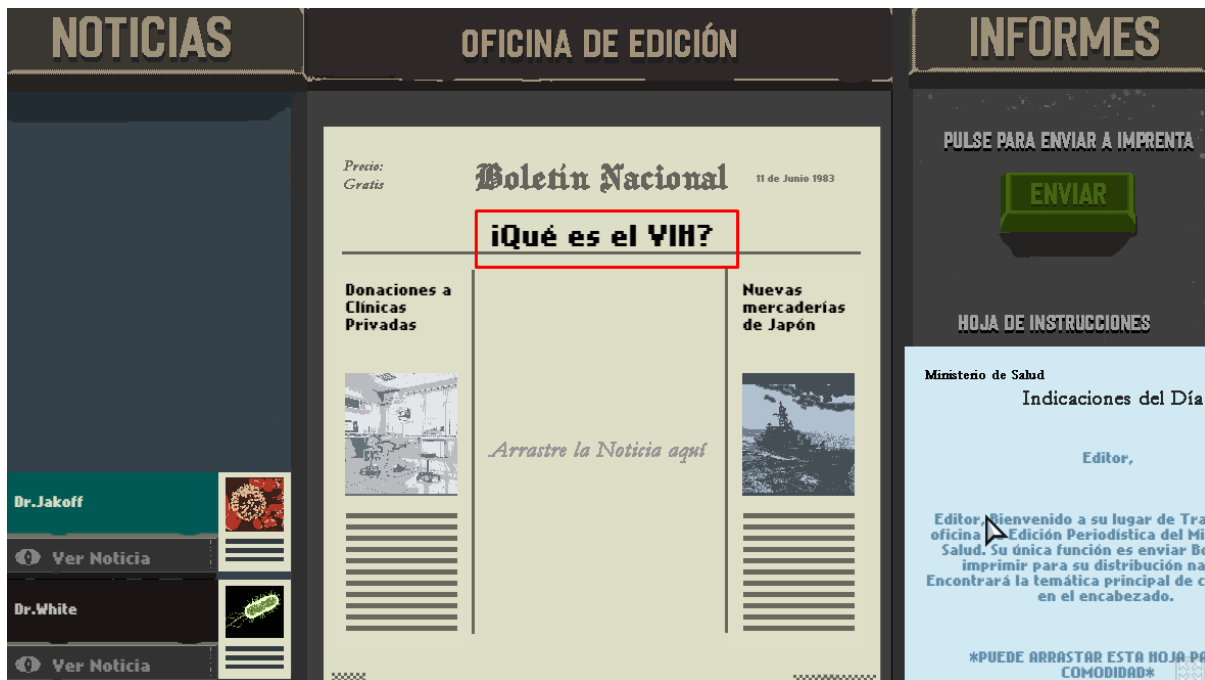 NOTICIAS
OFICINA DE EDICIÓN
INFORMES
PULSE PARA ENVIAR A IMPRENTA
ENVIAR
HOJA DE INSTRUCCIONES
Precio:
Gratis
Boletín Nacional
11 de Junio 1983
¡Qué es el VIH?
Donaciones a
Clínicas
Privadas
Arrastre la Noticia aquí
Nuevas
mercaderías
de Japón
Dr.Jakoff
Ver Noticia
Dr.White
Ver Noticia
Ministerio de Salud
Indicaciones del Día
Editor,
Editor, Bienvenido a su lugar de Tra
oficina Edición Periodística del Mi
Salud. Su única función es enviar Bo
imprimir para su distribución na
Encontrará la temática principal de c
en el encabezado.
*PUEDE ARRASTAR ESTA HOJA PA
COMODIDAD*